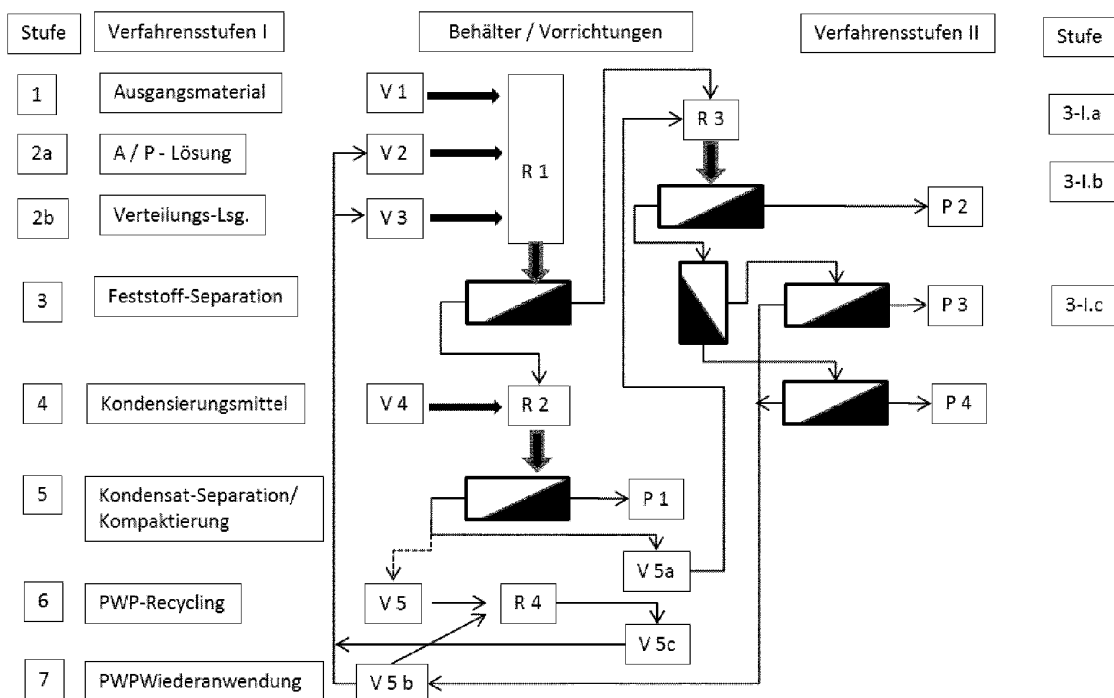 Stufe
Verfahrensstufen I
Behälter / Vorrichtungen
Verfahrensstufen II
Stufe
1
Ausgangsmaterial
V 1
R 1
R 3
3-I.a
2a
A / P - Lösung
V 2
3-I.b
2b
Verteilungs-Lsg.
V 3
P 2
3
Feststoff-Separation
P 3
3-I.c
4
Kondensierungsmittel
V 4
R 2
P 4
5
Kondensat-Separation/
Kompaktierung
P 1
V 5a
6
PWP-Recycling
V 5
R 4
V 5c
7
PWPWiederanwendung
V 5 b